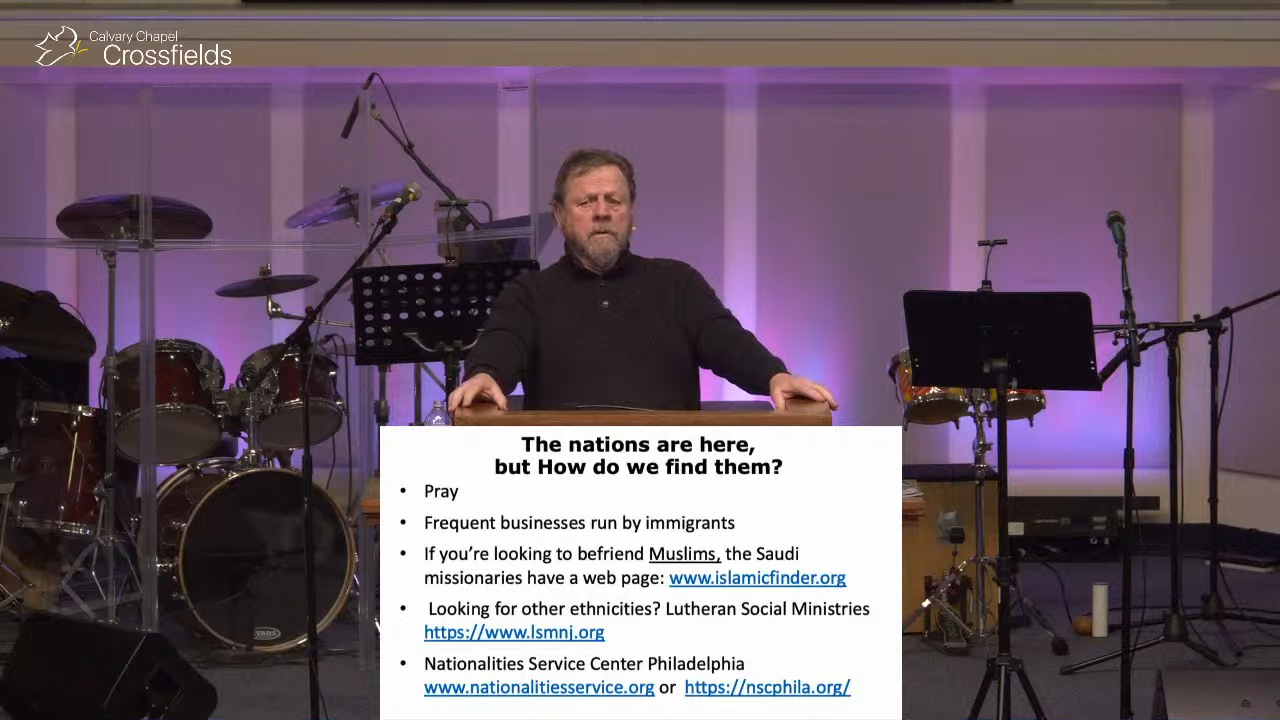 Calvary Chapel
Crossfields
The nations are here,
but How do we find them?
• Pray
• Frequent businesses run by immigrants
• If you’re looking to befriend Muslims, the Saudi
missionaries have a web page: www.islamicfinder.org
• Looking for other ethnicities? Lutheran Social Ministries
https://www.lsmnj.org
• Nationalities Service Center Philadelphia
www.nationalitiesservice.org or https://nscphila.org/
VANS